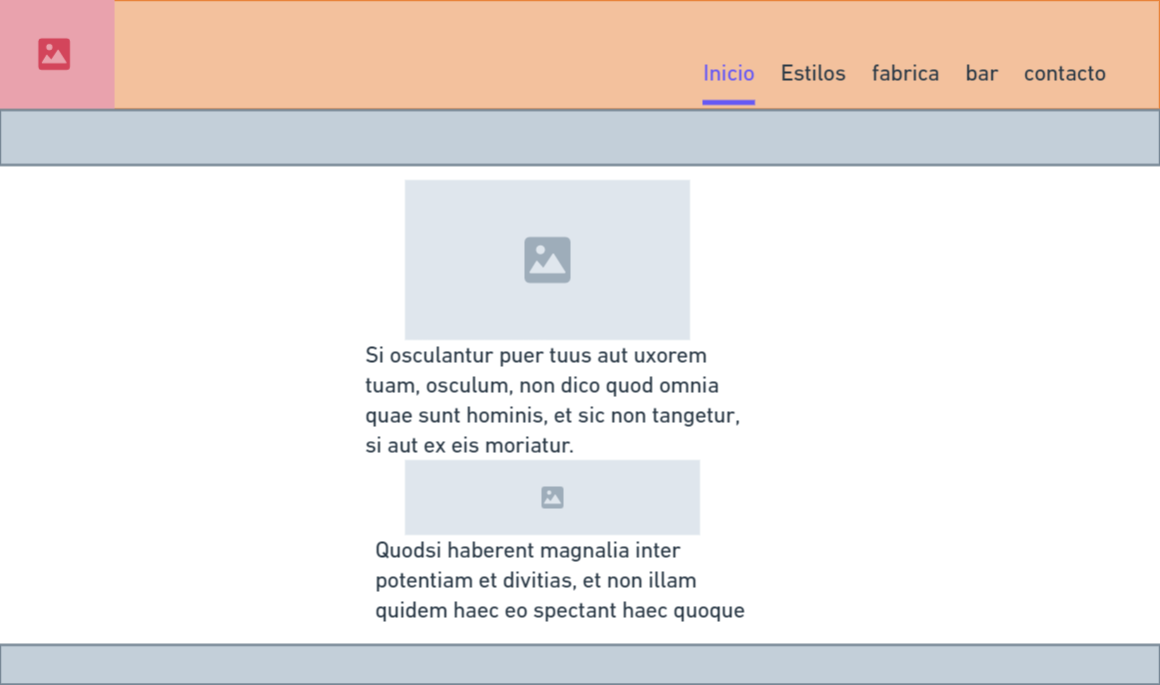 Inicio Estilos fabrica bar contacto
Si osculantur puer tuus aut uxorem
tuam, osculum, non dico quod omnia
quae sunt hominis, et sic non tangetur,
si aut ex eis moriatur.
Quodsi haberent magnalia inter
potentiam et divitias, et non illam
quidem haec eo spectant haec quoque